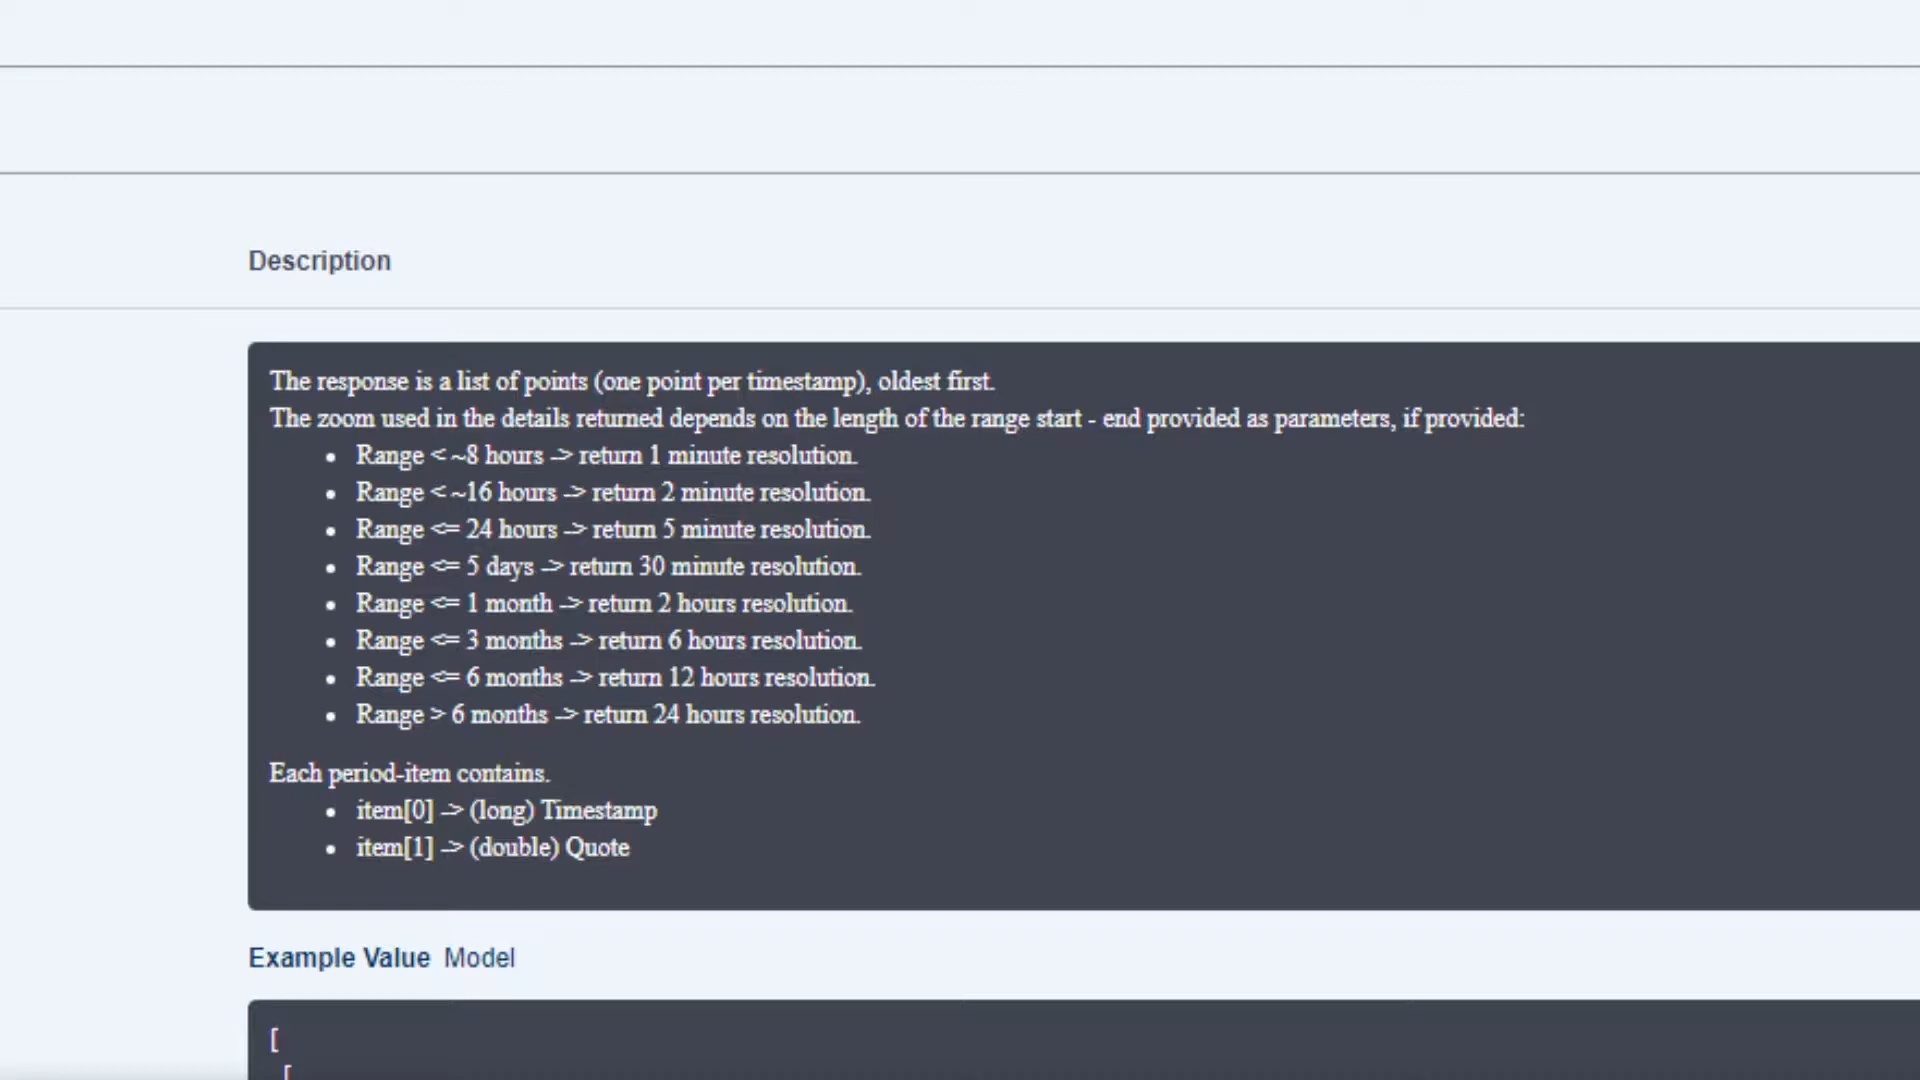 Description
The response is a list of points (one point per timestamp), oldest first.
The zoom used in the details returned depends on the length of the range start - end provided as parameters, if provided:
• Range < ~8 hours -> return 1 minute resolution.
• Range < ~16 hours -> return 2 minute resolution.
• Range <= 24 hours -> return 5 minute resolution.
• Range <= 5 days -> return 30 minute resolution.
• Range <= 1 month -> return 2 hours resolution.
• Range <= 3 months -> return 6 hours resolution.
• Range <= 6 months -> return 12 hours resolution.
• Range > 6 months -> return 24 hours resolution.
Each period-item contains.
• item[0] -> (long) Timestamp
• item[1] -> (double) Quote
Example Value Model
[
[